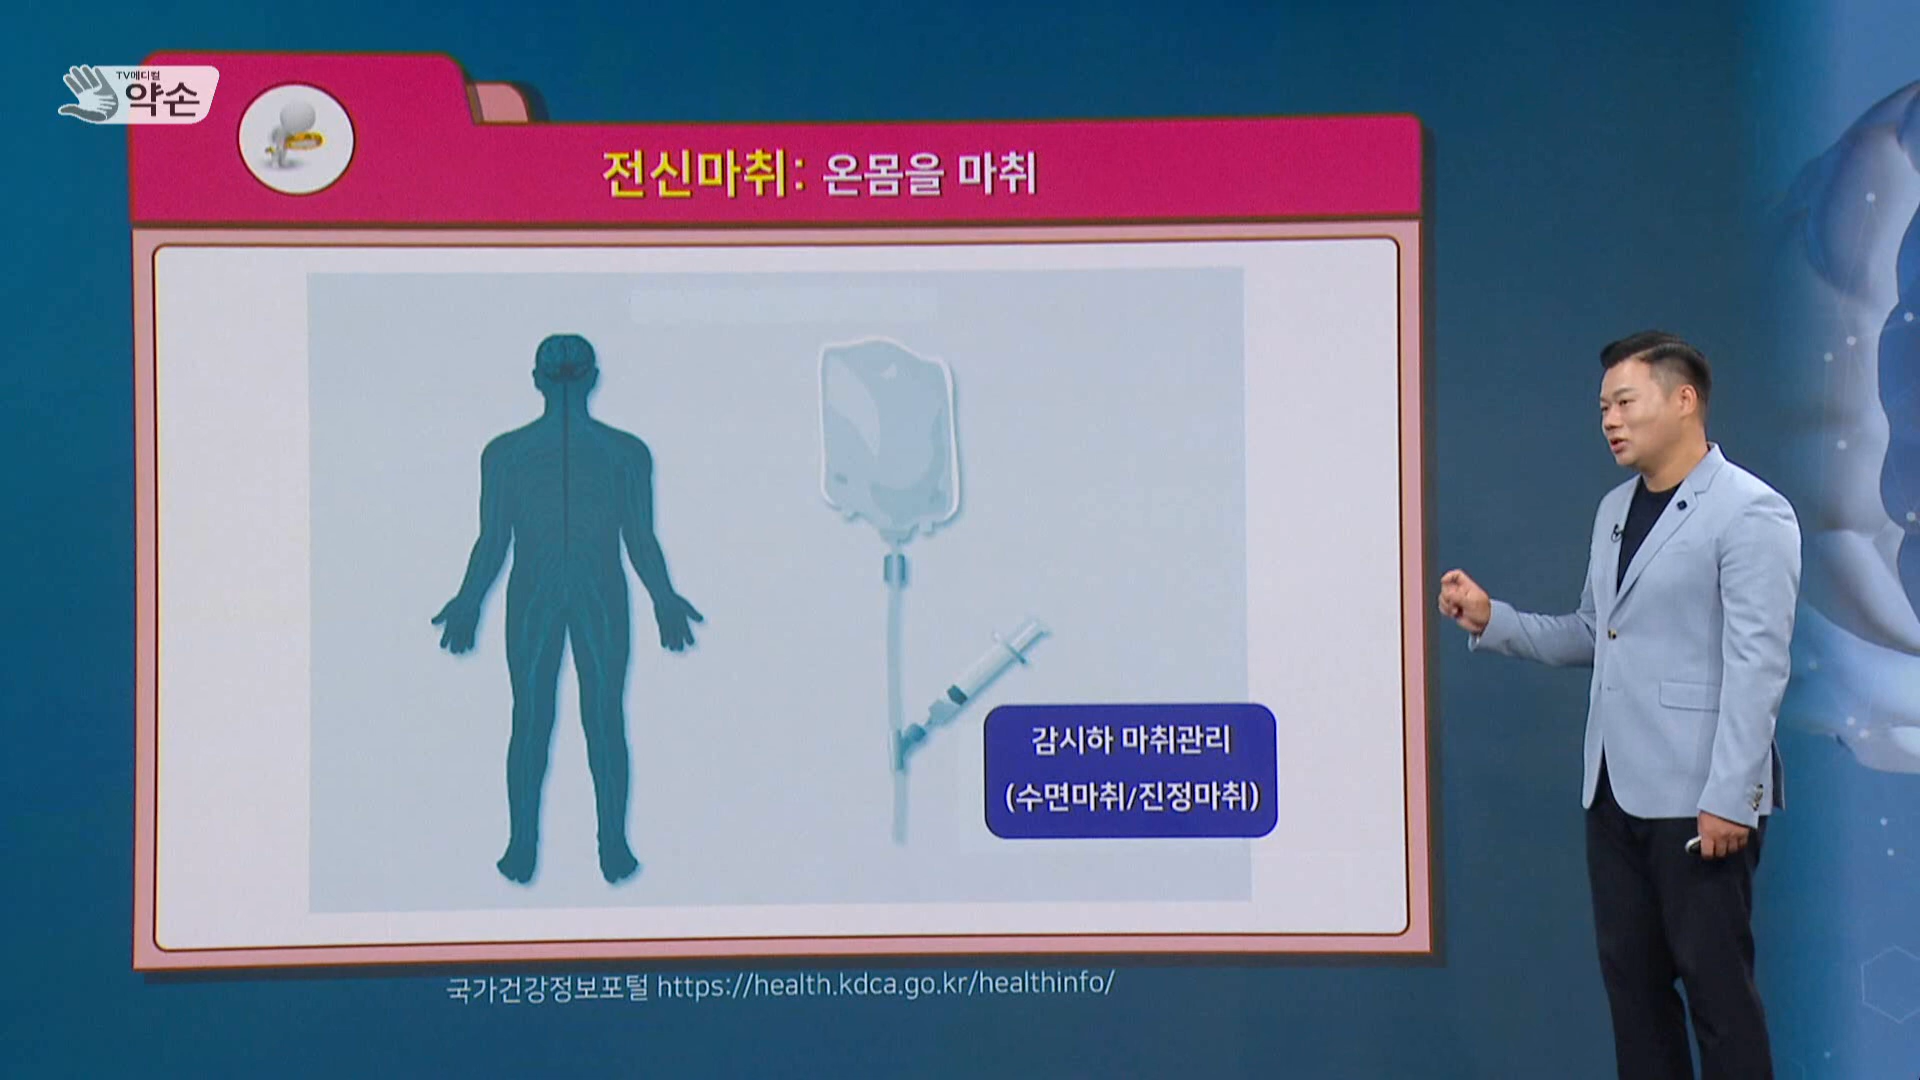 TV메디컬
약손
전신마취: 온몸을 마취
감시하 마취관리
(수면마취/진정마취)
국가건강정보포털 https://health.kdca.go.kr/healthinfo/